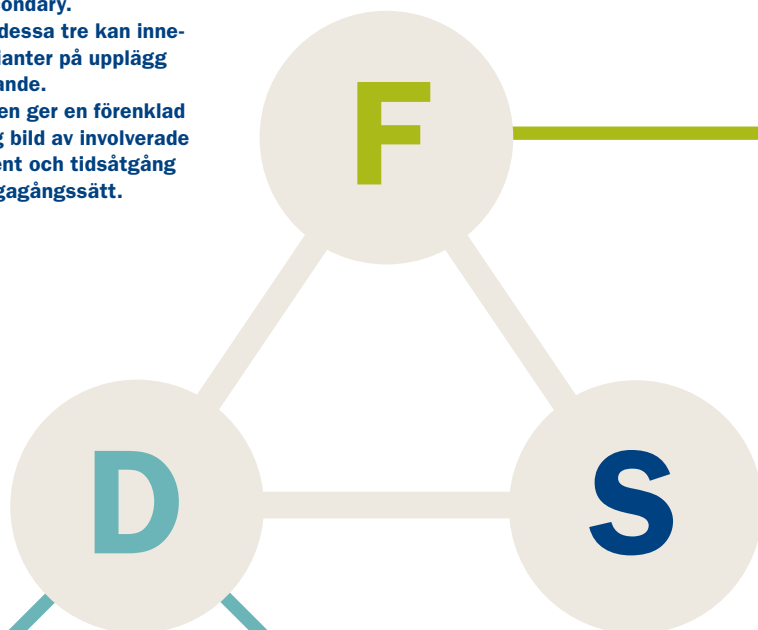 ondary.
dessa tre kan inne-
ianter på upplägg
ande.
en ger en förenklad
g bild av involverade
ent och tidsåtgång
gagångssätt.
F
D
S